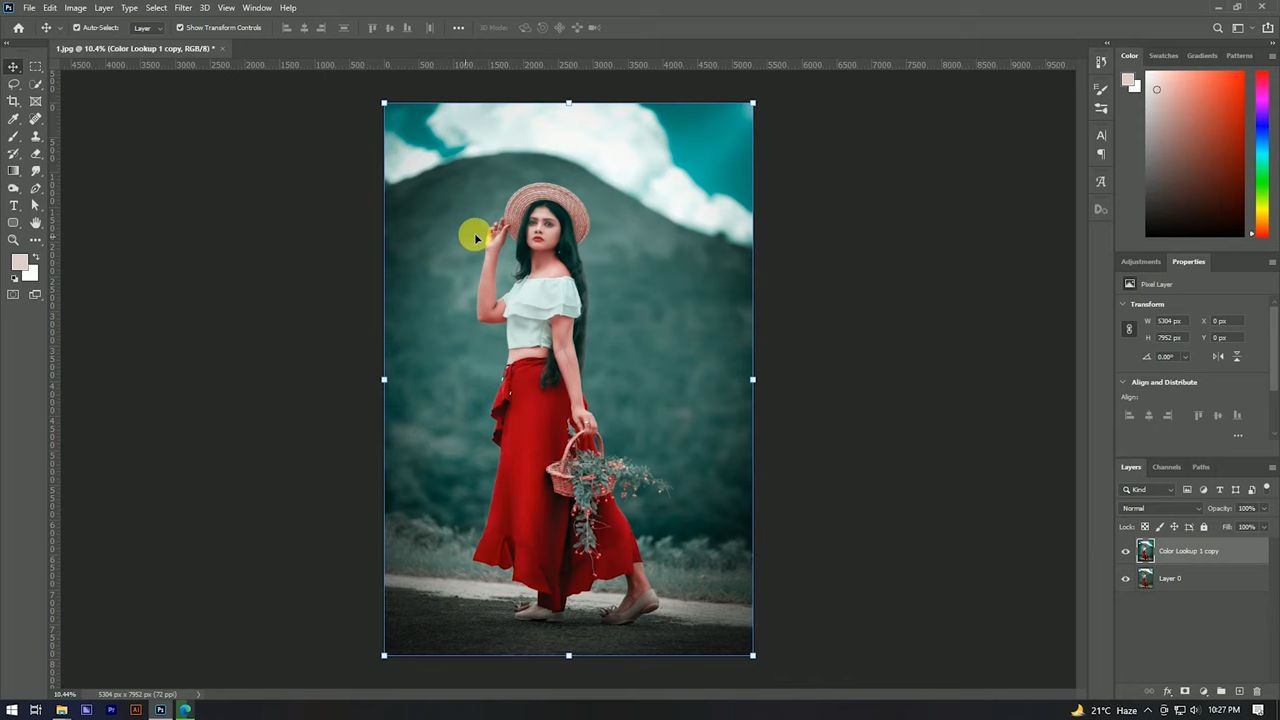 File Edit Image Layer Type Select Filter 3D View Window Help
Auto-Select: Layer Show Transform Controls 3D Mode:
1.jpg @ 10.4% (Color Lookup 1 copy, RGB/8) *
4500 4000 3500 3000 2500 2000 1500 1000 500 0 500 1000 1500 2000 2500 3000 3500 4000 4500 5000 5500 6000 6500 7000 7500 8000 8500 9000 9500
Color Swatches Gradients Patterns
Adjustments Properties
Pixel Layer
Transform
W 5304 px X 0 px
H 7952 px Y 0 px
0.00°
Align and Distribute
Align:
Layers Channels Paths
Kind
Normal Opacity: 100%
Lock: Fill: 100%
Color Lookup 1 copy
Layer 0
10.44% 5304 px x 7952 px (72 ppi)
21°C Haze 10:27 PM